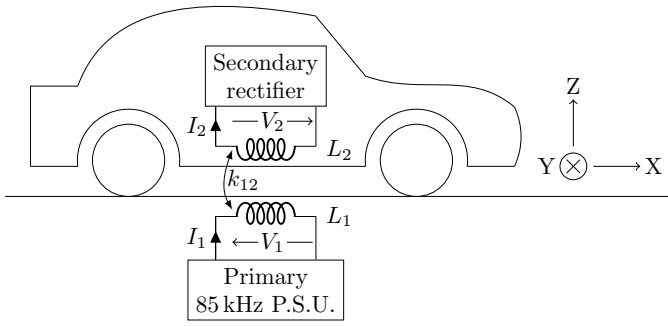 Secondary
rectifier
I₂
V₂
L₂
k₁₂
Z
Y
X
L₁
I₁
V₁
Primary
85 kHz P.S.U.